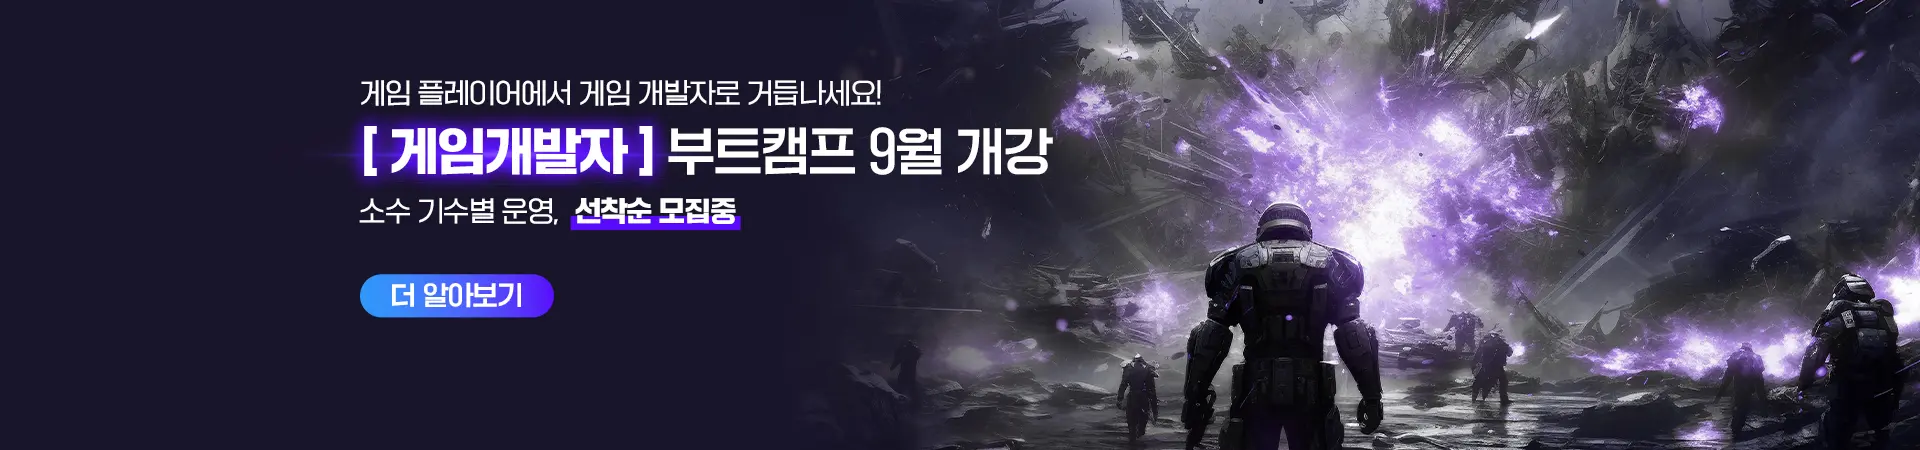 게임 플레이어에서 게임 개발자로 거듭나세요!
[ 게임개발자 ] 부트캠프 9월 개강
소수 기수별 운영, 선착순 모집중
더 알아보기